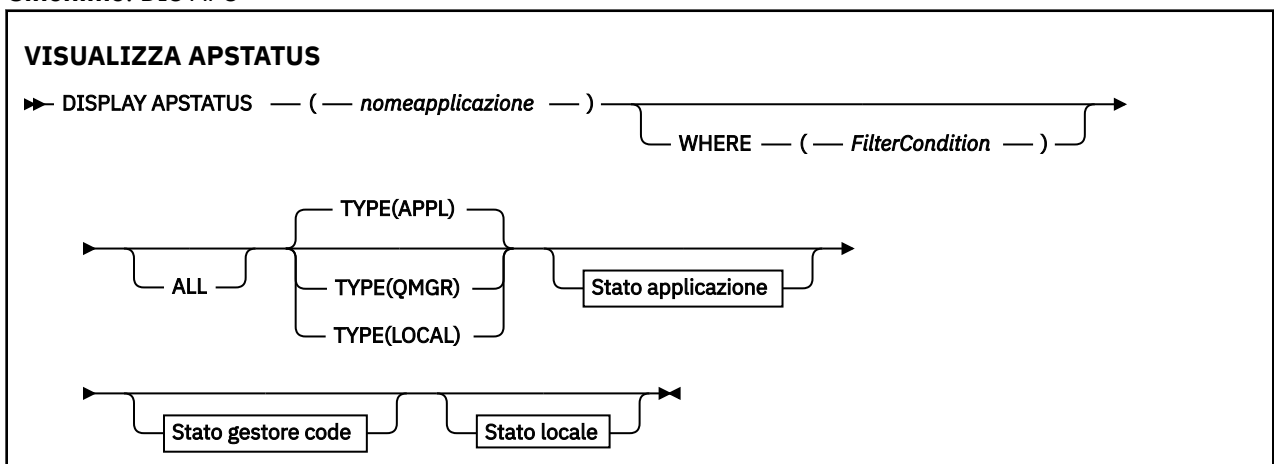 VISUALIZZA APSTATUS
DISPLAY APSTATUS ( nomeapplicazione )
WHERE ( FilterCondition )
TYPE(APPL)
ALL TYPE(QMGR) Stato applicazione
TYPE(LOCAL)
Stato gestore code Stato locale